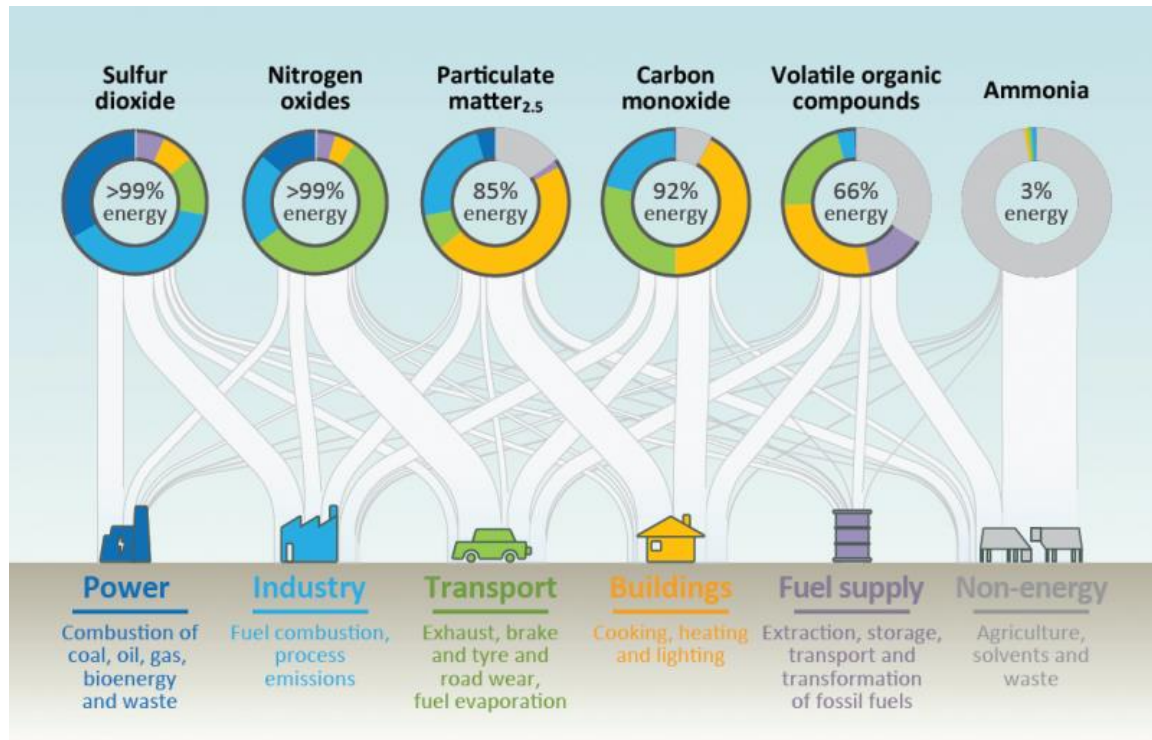 Sulfur
dioxide
Nitrogen
oxides
Particulate
matter₂.₅
Carbon
monoxide
Volatile organic
compounds
Ammonia
>99%
energy
>99%
energy
85%
energy
92%
energy
66%
energy
3%
energy
Power
Combustion of
coal, oil, gas,
bioenergy
and waste
Industry
Fuel combustion,
process
emissions
Transport
Exhaust, brake
and tyre and
road wear,
fuel evaporation
Buildings
Cooking, heating
and lighting
Fuel supply
Extraction, storage,
transport and
transformation
of fossil fuels
Non-energy
Agriculture,
solvents and
waste